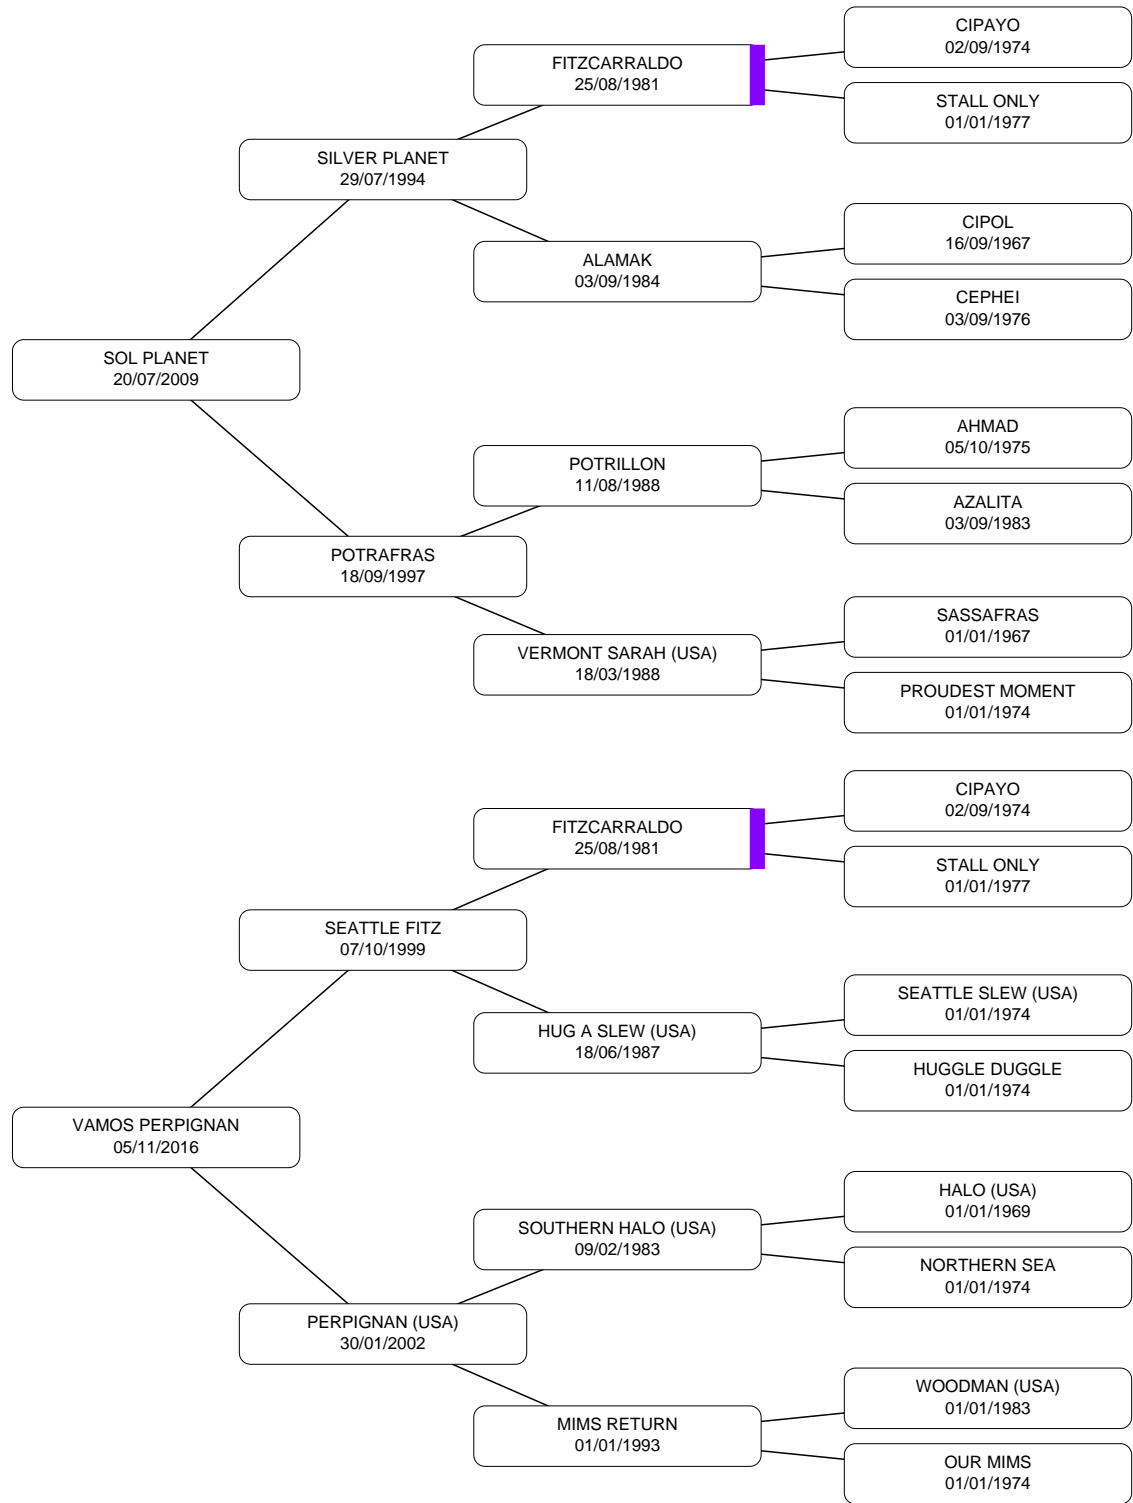 CIPAYO
02/09/1974
FITZCARRALDO
25/08/1981
STALL ONLY
01/01/1977
SILVER PLANET
29/07/1994
CIPOL
16/09/1967
ALAMAK
03/09/1984
CEPHEI
03/09/1976
SOL PLANET
20/07/2009
AHMAD
05/10/1975
POTRILLON
11/08/1988
AZALITA
03/09/1983
POTRAFRAS
18/09/1997
SASSAFRAS
01/01/1967
VERMONT SARAH (USA)
18/03/1988
PROUDEST MOMENT
01/01/1974
CIPAYO
02/09/1974
FITZCARRALDO
25/08/1981
STALL ONLY
01/01/1977
SEATTLE FITZ
07/10/1999
SEATTLE SLEW (USA)
01/01/1974
HUG A SLEW (USA)
18/06/1987
HUGGLE DUGGLE
01/01/1974
VAMOS PERPIGNAN
05/11/2016
HALO (USA)
01/01/1969
SOUTHERN HALO (USA)
09/02/1983
NORTHERN SEA
01/01/1974
PERPIGNAN (USA)
30/01/2002
WOODMAN (USA)
01/01/1983
MIMS RETURN
01/01/1993
OUR MIMS
01/01/1974